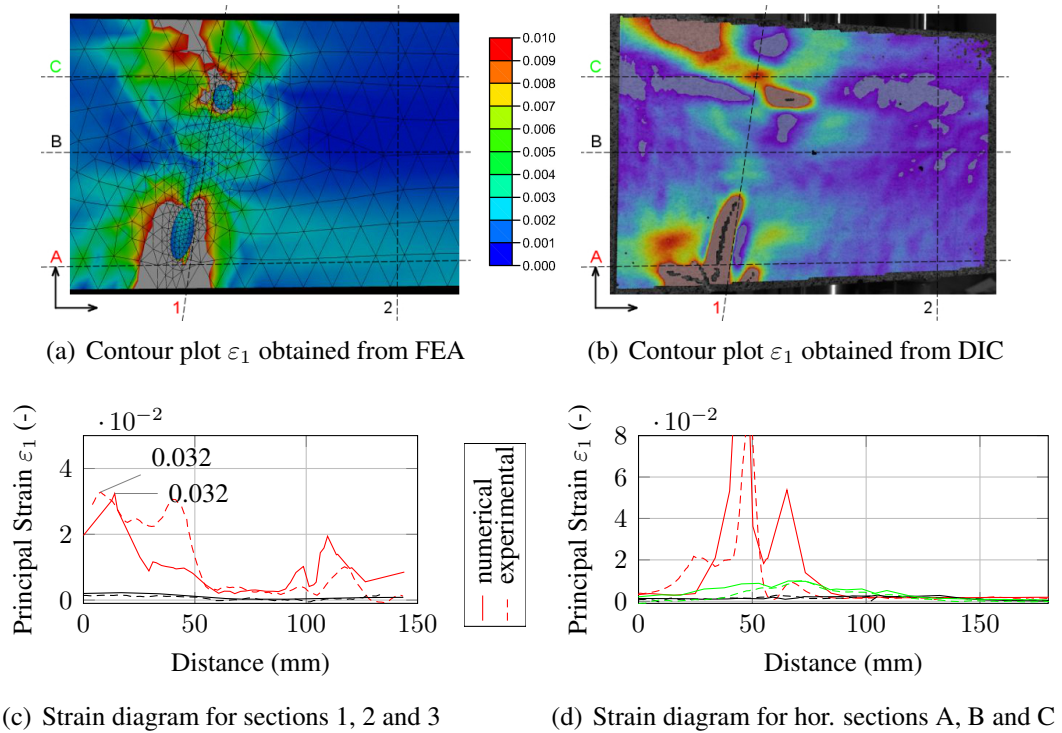 C
B
A
1
2
0.010
0.009
0.008
0.007
0.006
0.005
0.004
0.003
0.002
0.001
0.000
C
B
A
1
2
(a) Contour plot ε₁ obtained from FEA
(b) Contour plot ε₁ obtained from DIC
Principal Strain ε₁ (-)
·10⁻²
4
2
0
0.032
0.032
0
50
100
150
Distance (mm)
numerical
experimental
Principal Strain ε₁ (-)
·10⁻²
8
6
4
2
0
0
50
100
150
Distance (mm)
(c) Strain diagram for sections 1, 2 and 3
(d) Strain diagram for hor. sections A, B and C